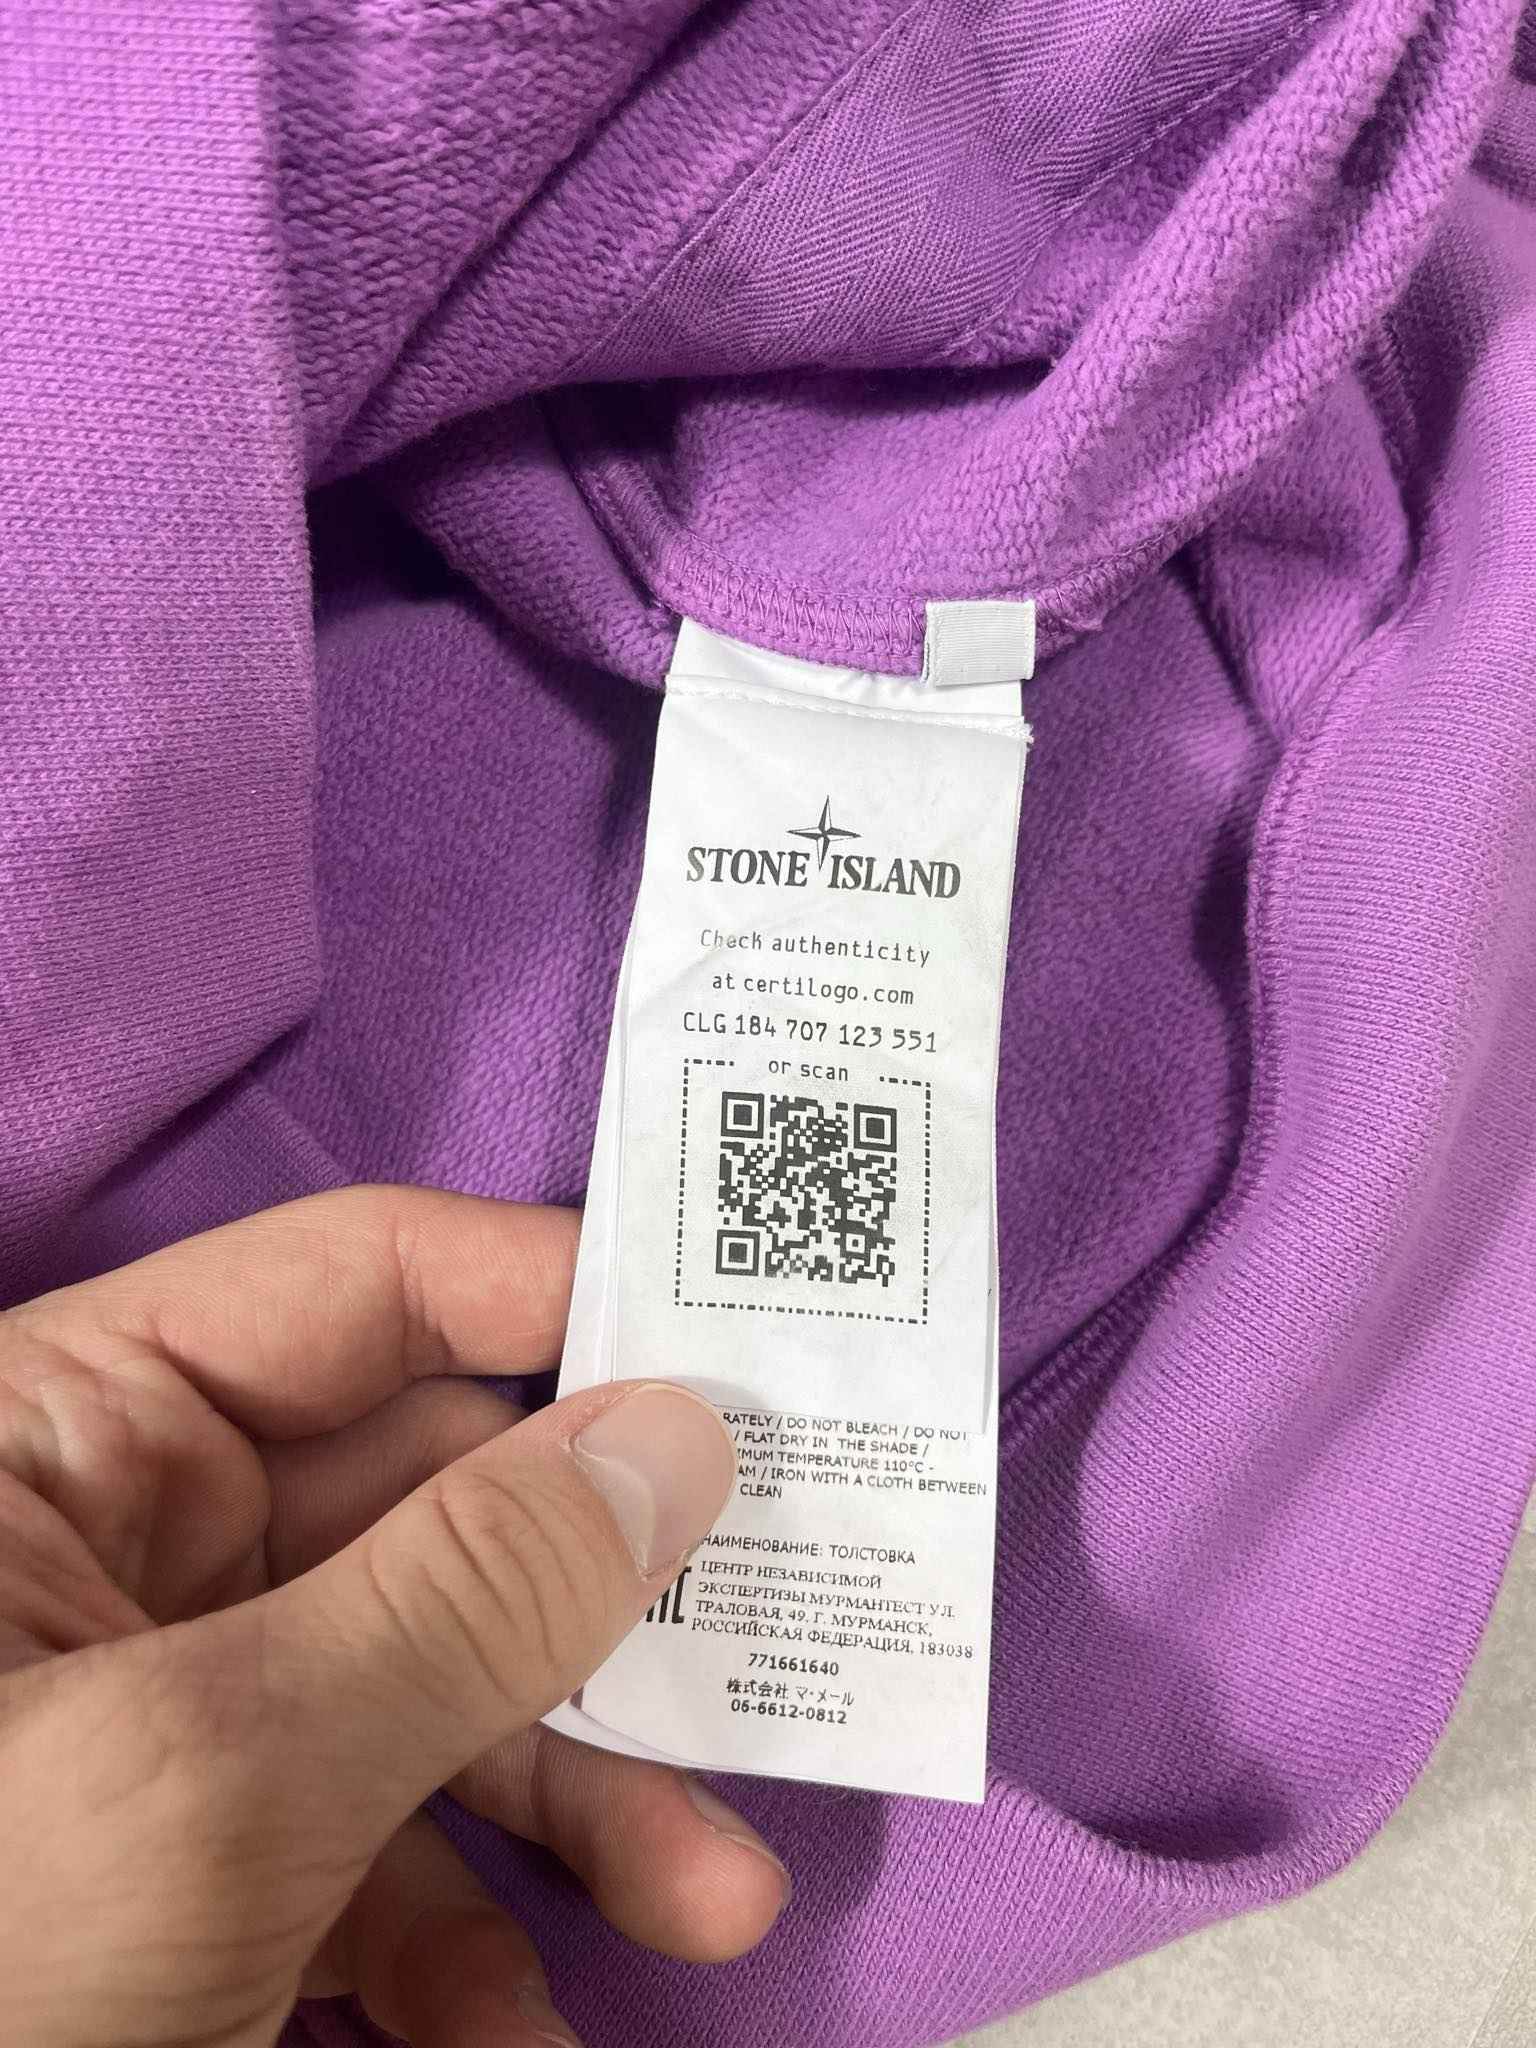 STONE ISLAND
Check authenticity
at certilogo.com
CLG 184 707 123 551
or scan
RATELY / DO NOT BLEACH / DO NOT
/ FLAT DRY IN THE SHADE /
IMUM TEMPERATURE 110°C -
AM / IRON WITH A CLOTH BETWEEN
CLEAN
НАИМЕНОВАНИЕ: ТОЛСТОВКА
ЦЕНТР НЕЗАВИСИМОЙ
ЭКСПЕРТИЗЫ МУРМАНТЕСТ УЛ.
ТРАЛОВАЯ, 49. Г. МУРМАНСК,
РОССИЙСКАЯ ФЕДЕРАЦИЯ, 183038
771661640
株式会社 マ・メール
06-6612-0812